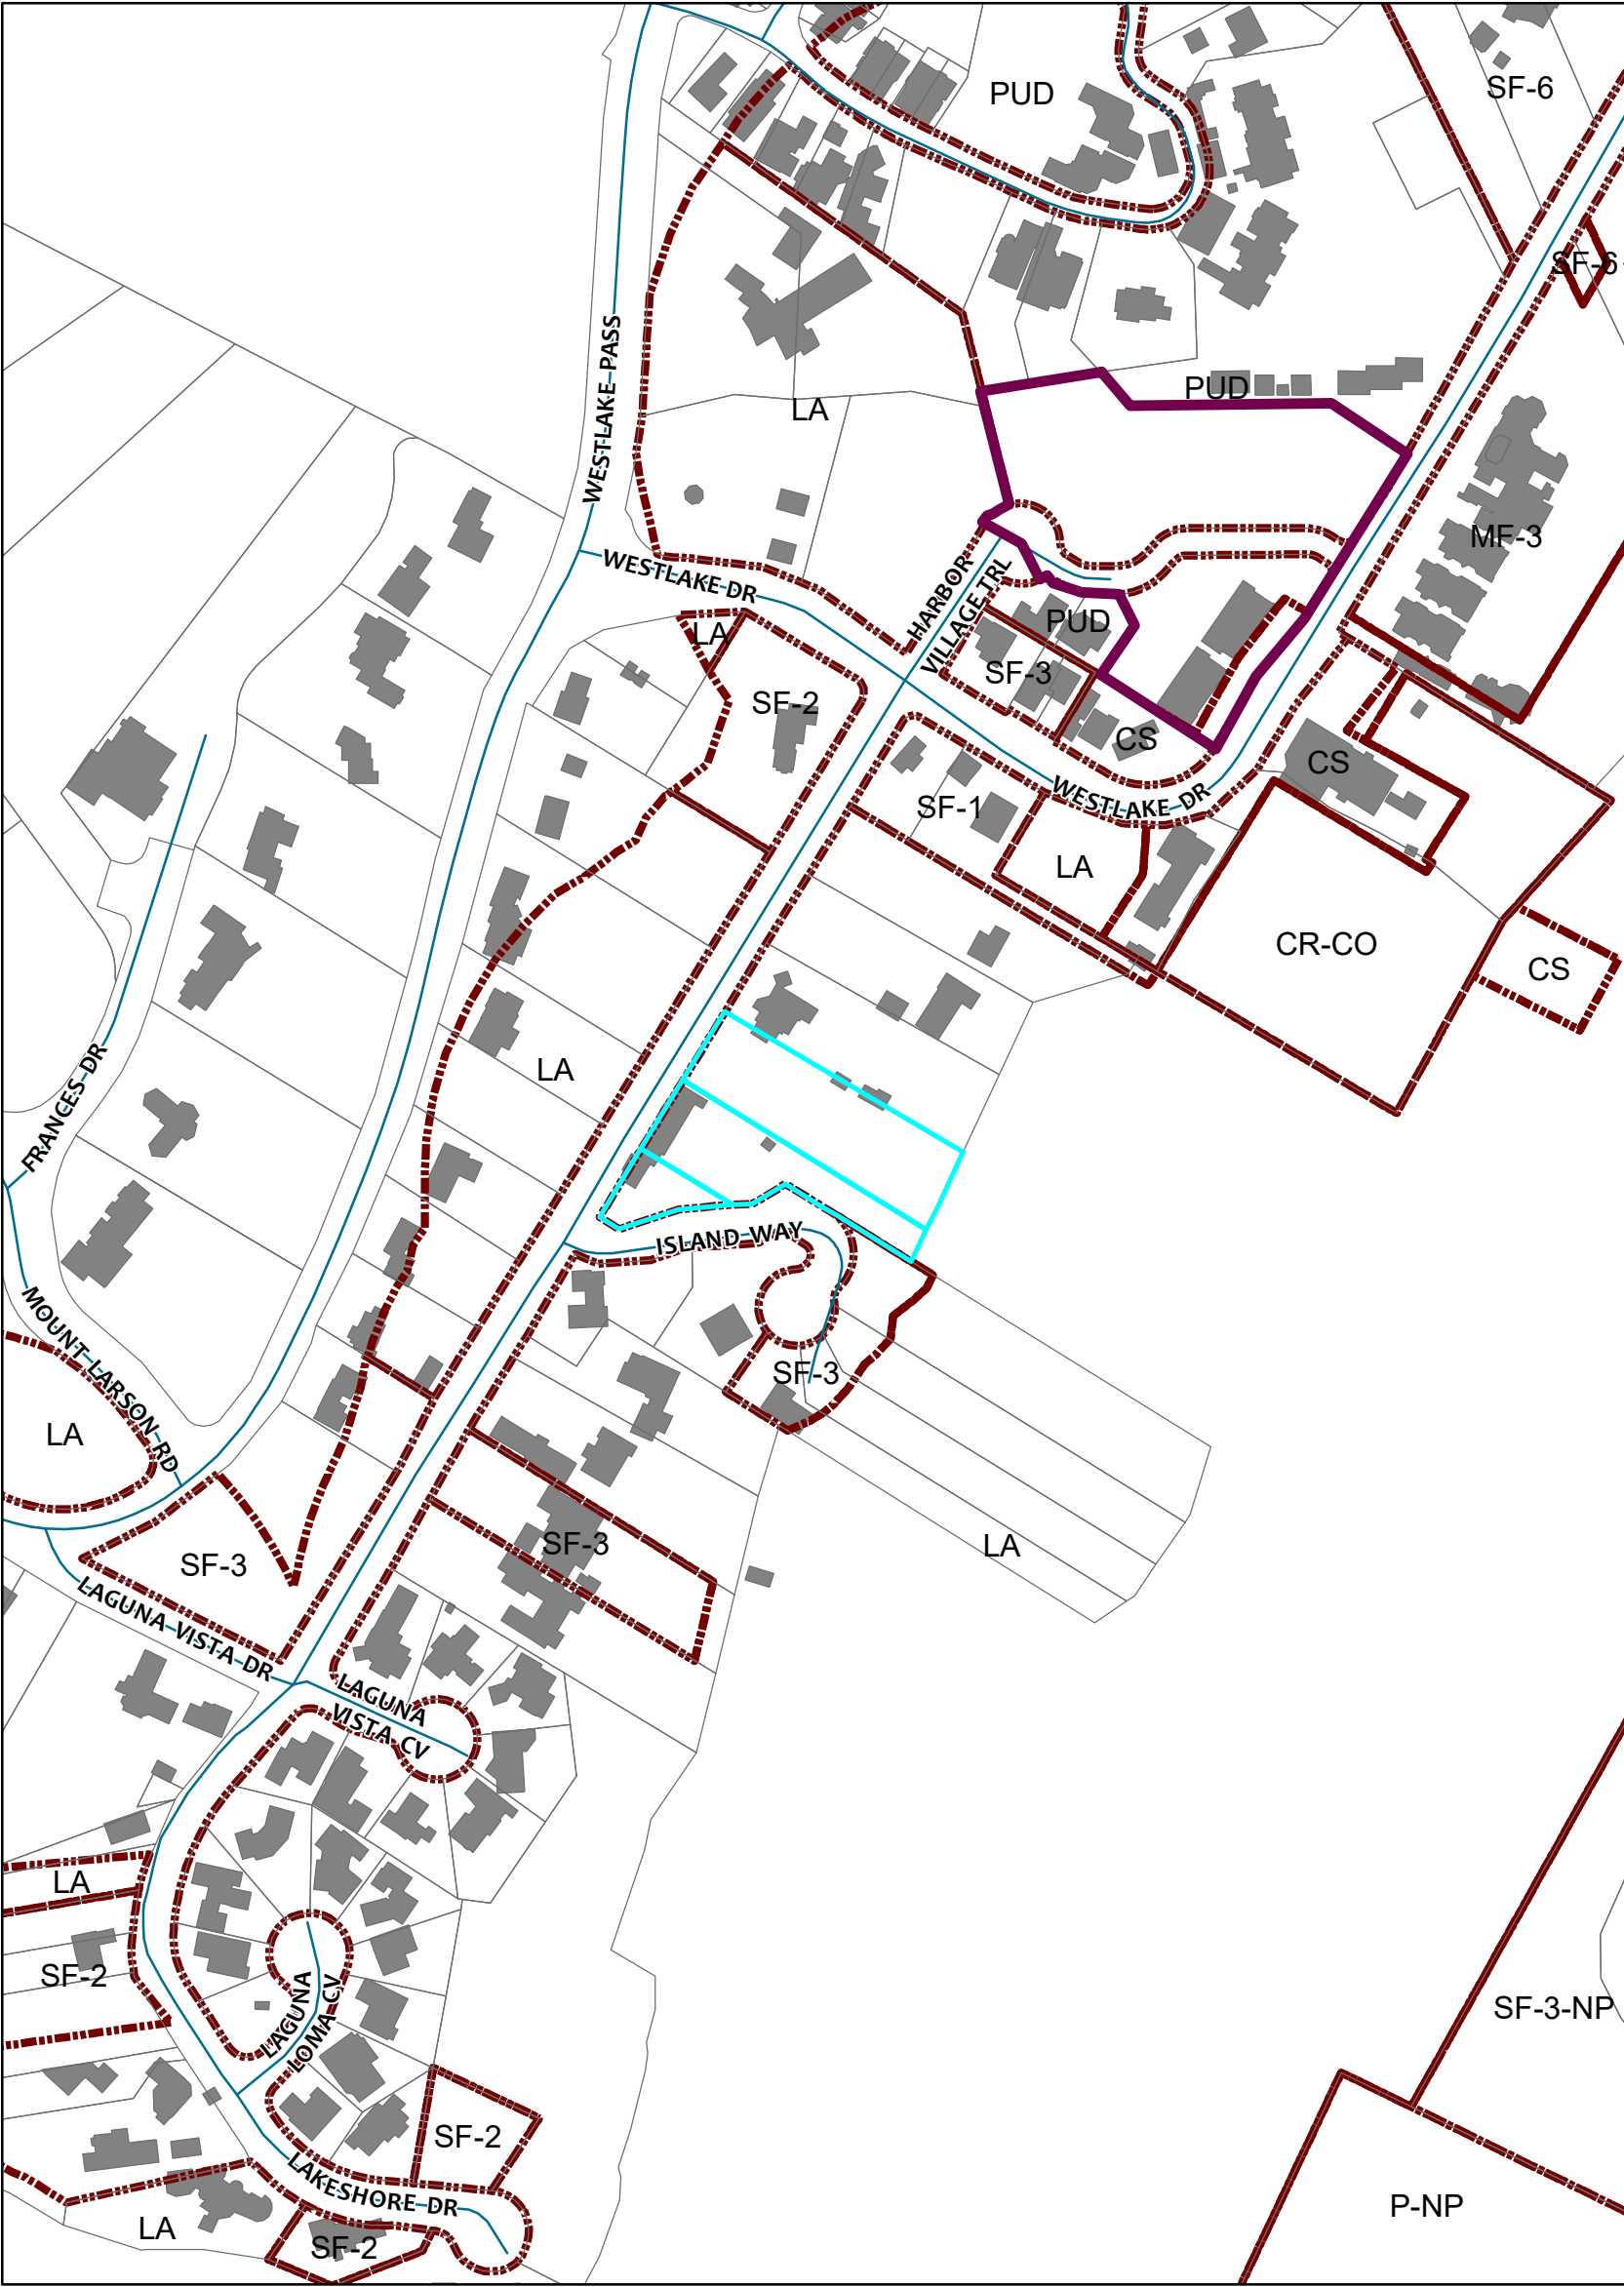 PUD
SF-6
SF-6
WESTLAKE PASS
PUD
LA
MF-3
WESTLAKE DR
HARBOR
VILLAGE TRL
PUD
LA
SF-3
SF-2
CS
CS
WESTLAKE DR
SF-1
LA
CR-CO
CS
LA
FRANCES DR
ISLAND WAY
MOUNT LARSON RD
SF-3
LA
SF-3
LA
SF-3
LAGUNA VISTA DR
LAGUNA
VISTA CV
LA
SF-2
LAGUNA
LOMA CV
SF-3-NP
SF-2
LAKESHORE DR
P-NP
LA
SF-2